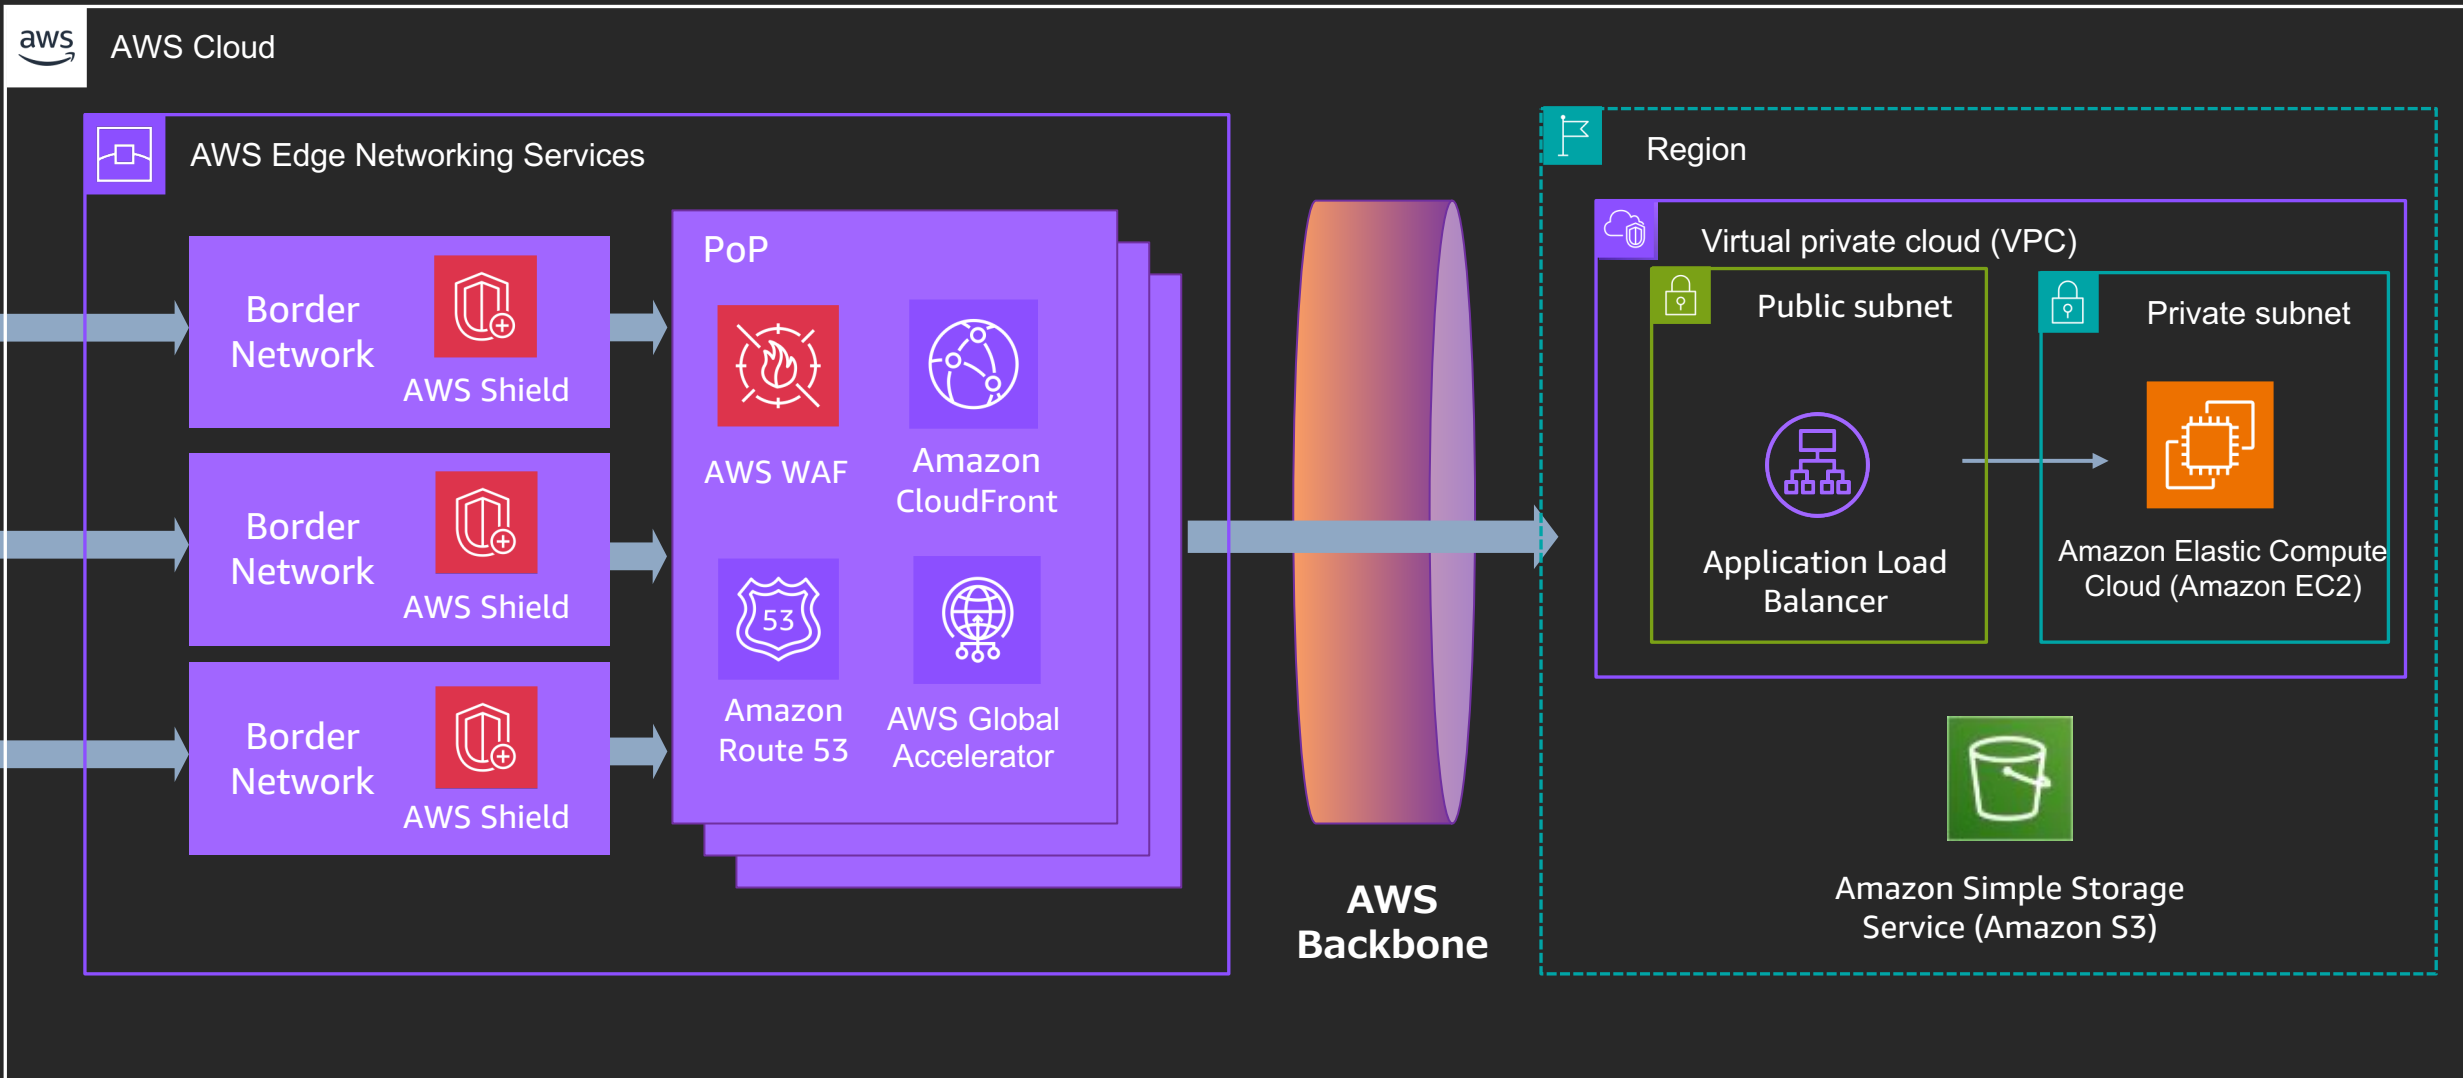 aws
AWS Cloud
AWS Edge Networking Services
Border
Network
AWS Shield
Border
Network
AWS Shield
Border
Network
AWS Shield
PoP
AWS WAF
Amazon
CloudFront
53
Amazon
Route 53
AWS Global
Accelerator
AWS
Backbone
Region
Virtual private cloud (VPC)
Public subnet
Application Load
Balancer
Private subnet
Amazon Elastic Compute
Cloud (Amazon EC2)
Amazon Simple Storage
Service (Amazon S3)